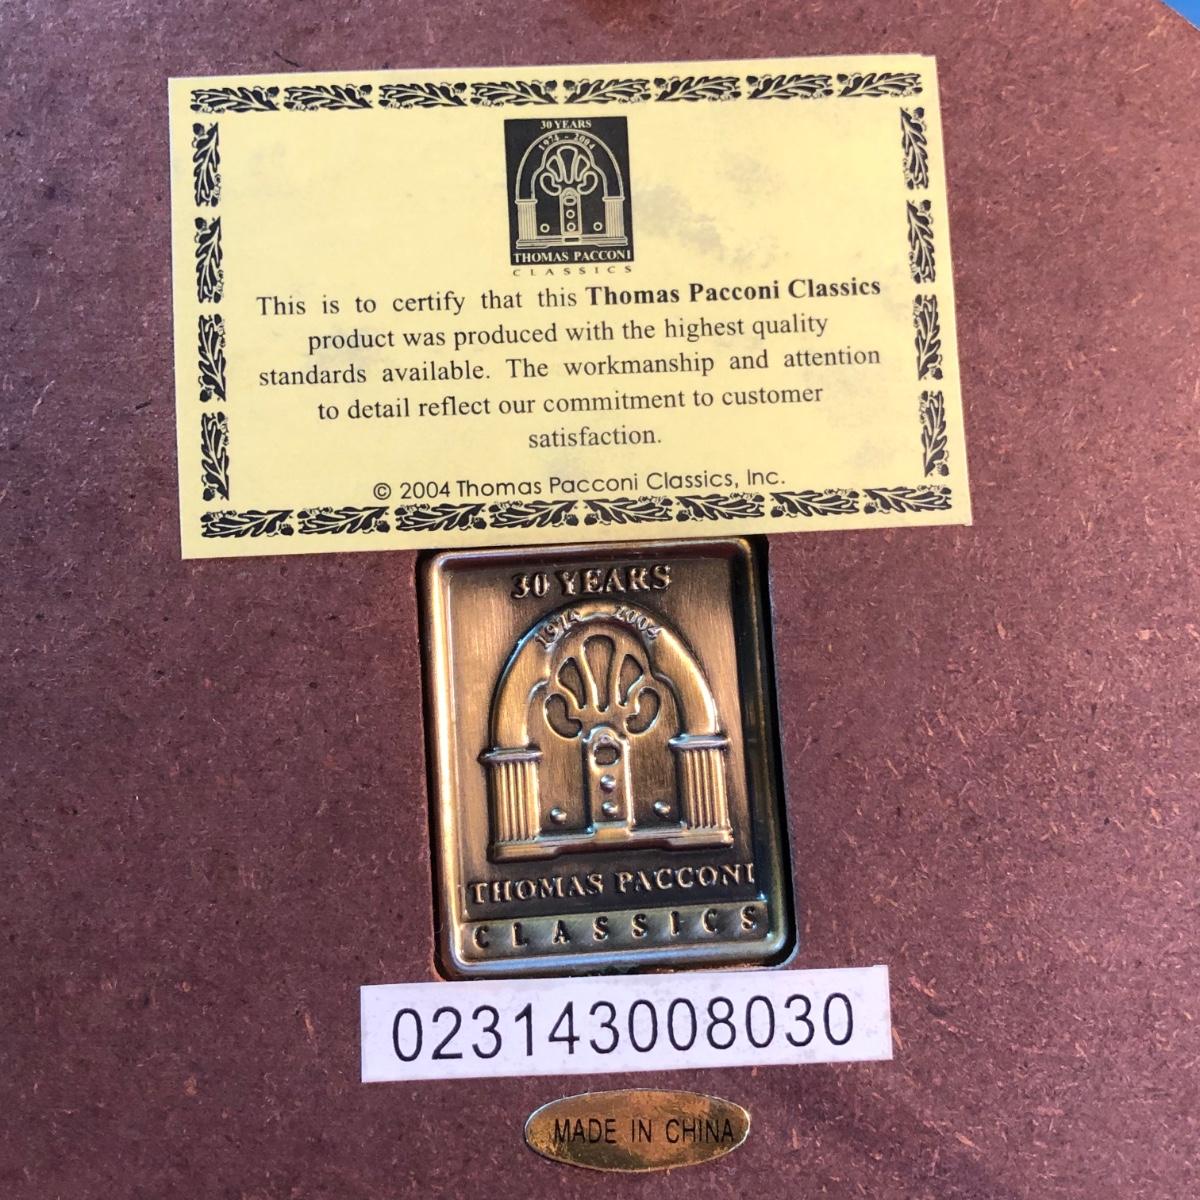 30 YEARS
1974 - 2004
THOMAS PACCONI
CLASSICS
This is to certify that this Thomas Pacconi Classics
product was produced with the highest quality
standards available. The workmanship and attention
to detail reflect our commitment to customer
satisfaction.
© 2004 Thomas Pacconi Classics, Inc.
30 YEARS
1974 - 2004
THOMAS PACCONI
CLASSICS
023143008030
MADE IN CHINA